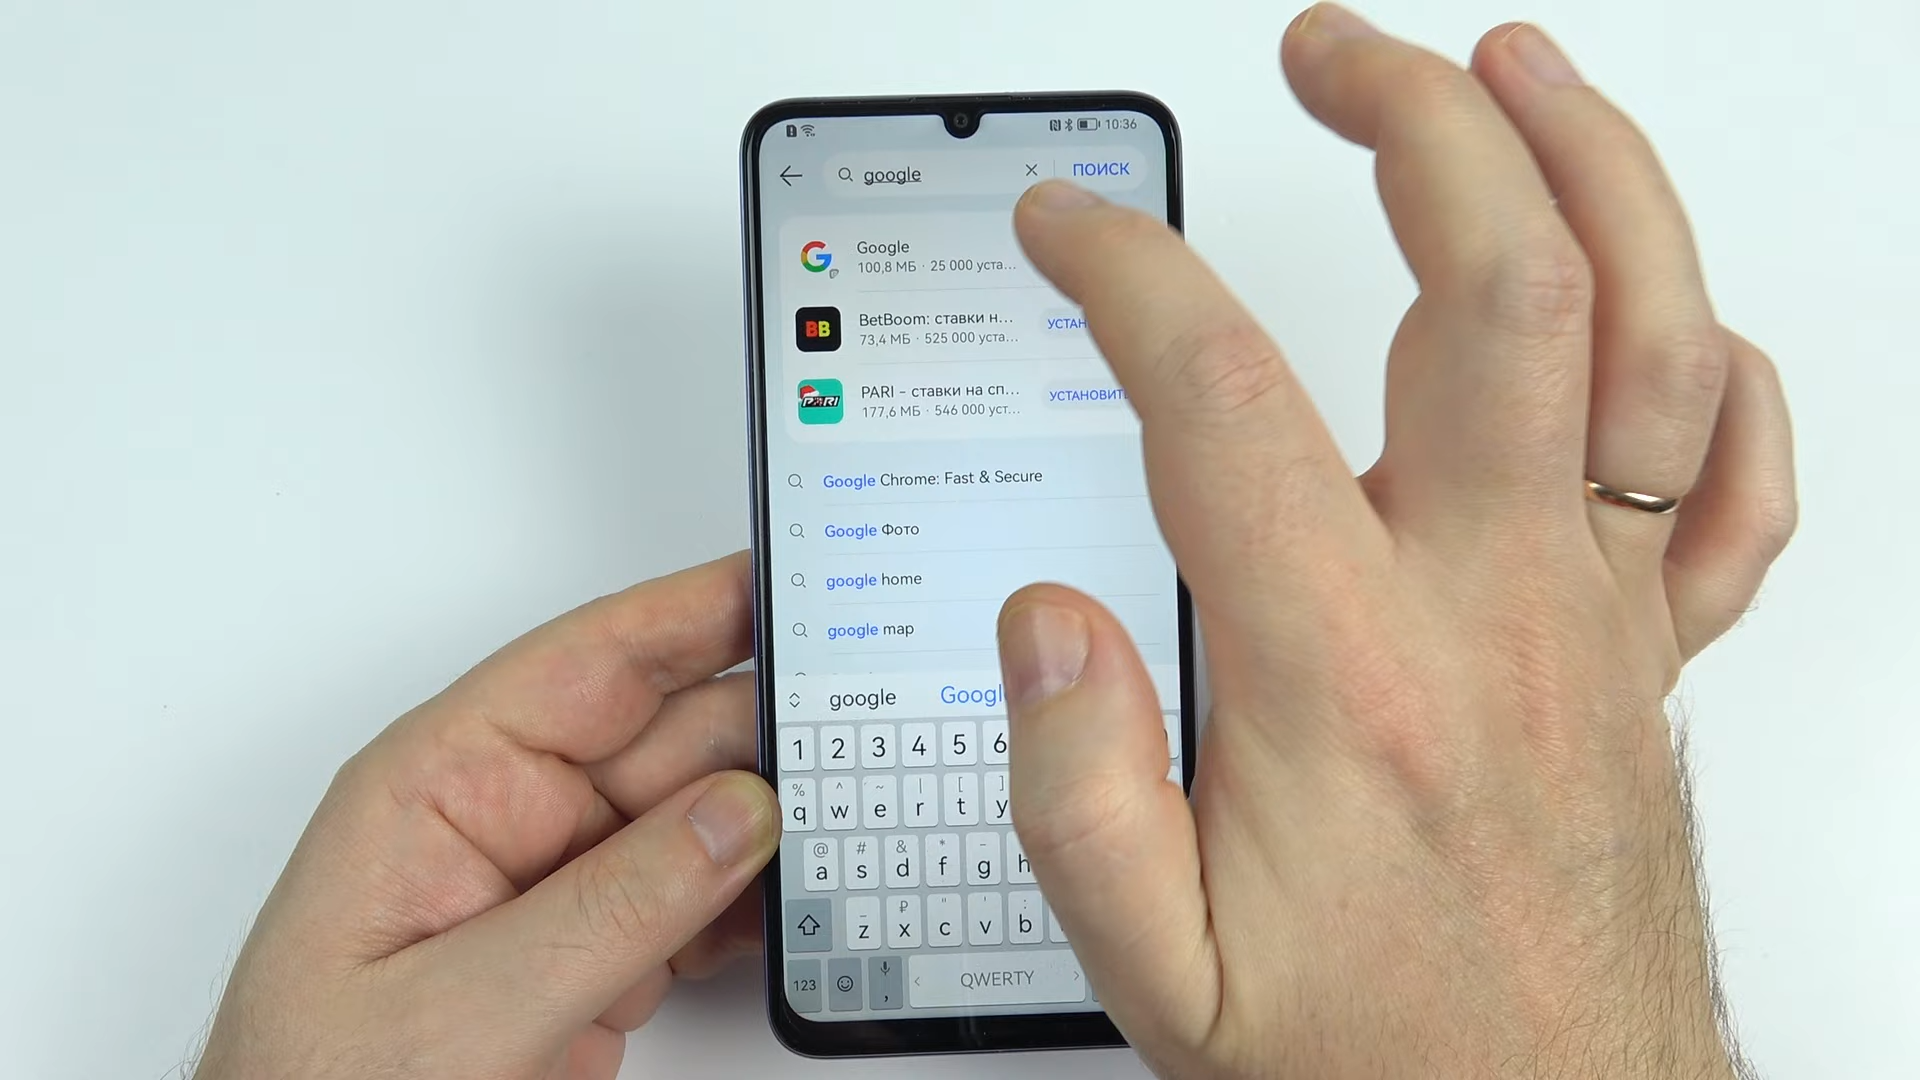 10:36
google
ПОИСК
Google
100,8 МБ · 25 000 уста...
BB
BetBoom: ставки н...
УСТАН
73,4 МБ · 525 000 уста...
PARI
PARI – ставки на сп...
УСТАНОВИТЬ
177,6 МБ · 546 000 уст...
Google Chrome: Fast & Secure
Google Фото
google home
google map
google Googl
1 2 3 4 5 6
% ^ ~ | [ ]
q w e r t y
@ # & * -
a s d f g h
_ ₽ " ' :
z x c v b
123 , < QWERTY >